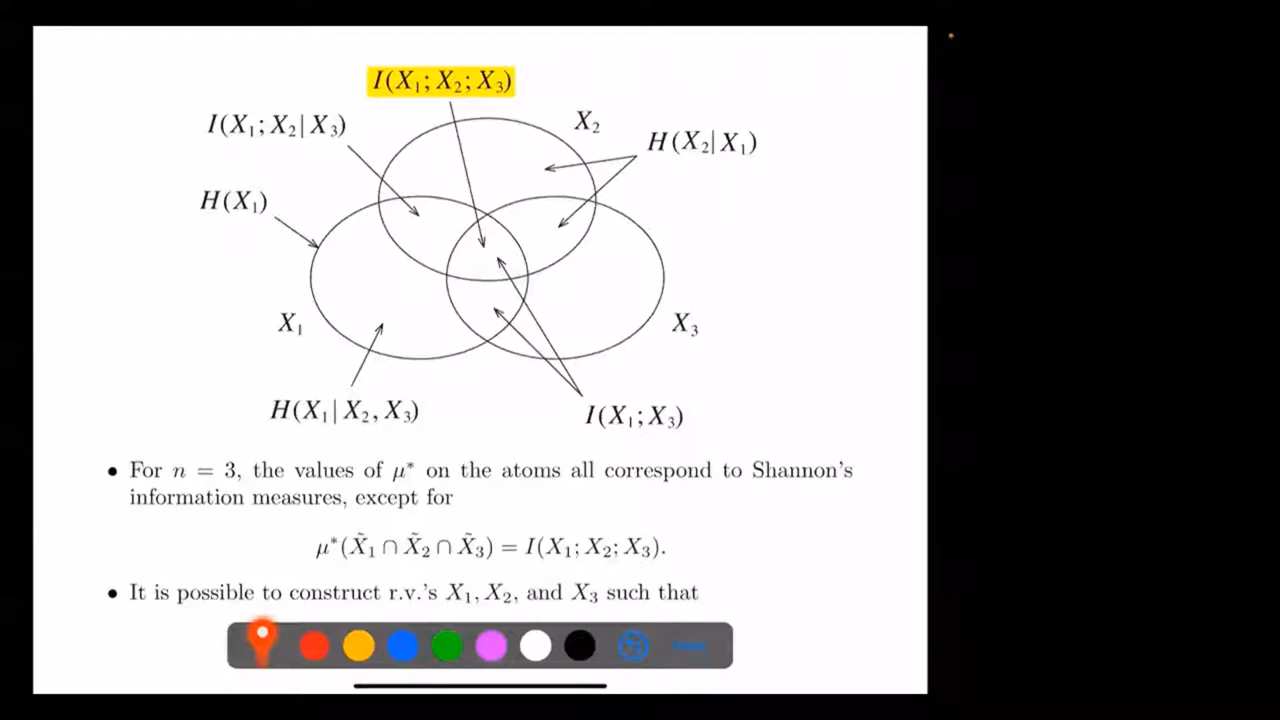 I(X₁; X₂; X₃)
I(X₁; X₂ | X₃)
X₂
H(X₂ | X₁)
H(X₁)
X₁
X₃
H(X₁ | X₂, X₃)
I(X₁; X₃)
• For n = 3, the values of μ* on the atoms all correspond to Shannon's
information measures, except for
μ*(X̃₁ ∩ X̃₂ ∩ X̃₃) = I(X₁; X₂; X₃).
• It is possible to construct r.v.'s X₁, X₂, and X₃ such that